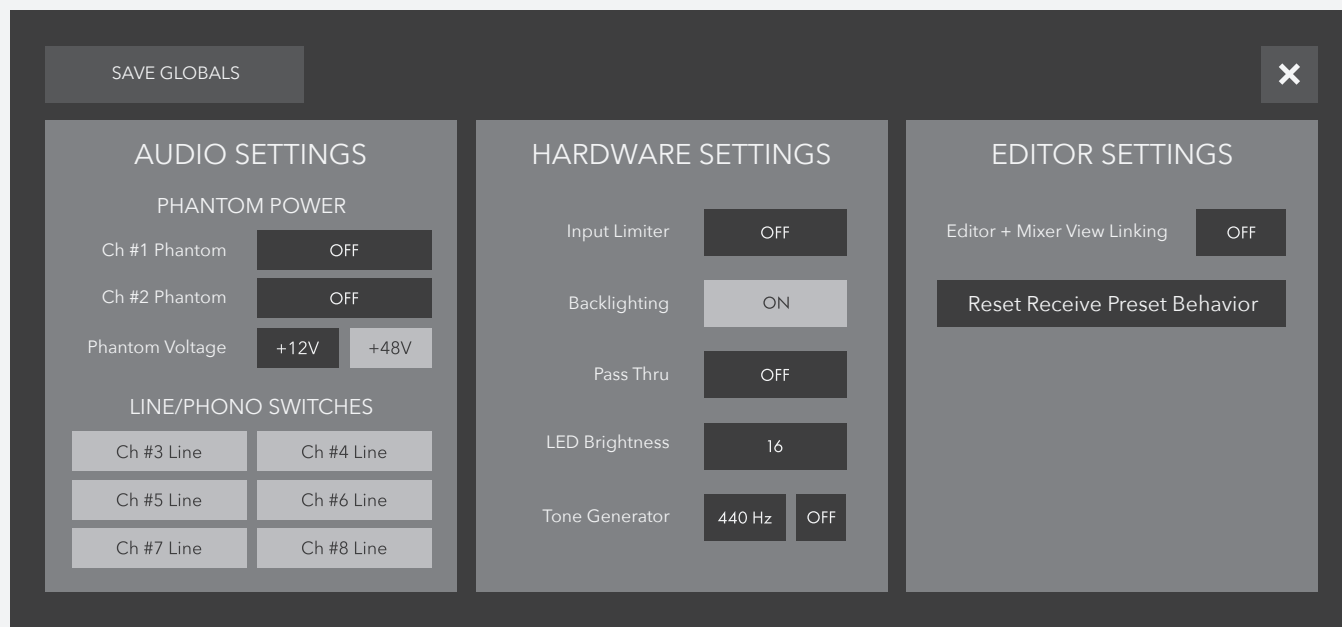 SAVE GLOBALS
AUDIO SETTINGS
PHANTOM POWER
Ch #1 Phantom OFF
Ch #2 Phantom OFF
Phantom Voltage +12V +48V
LINE/PHONO SWITCHES
Ch #3 Line Ch #4 Line
Ch #5 Line Ch #6 Line
Ch #7 Line Ch #8 Line
HARDWARE SETTINGS
Input Limiter OFF
Backlighting ON
Pass Thru OFF
LED Brightness 16
Tone Generator 440 Hz OFF
EDITOR SETTINGS
Editor + Mixer View Linking OFF
Reset Receive Preset Behavior